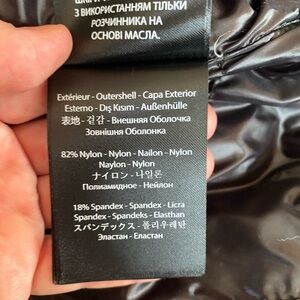 З ВИКОРИСТАННЯМ ТІЛЬКИ
РОЗЧИННИКА НА
ОСНОВІ МАСЛА.
Extérieur - Outershell - Capa Exterior
Esterno - Dış Kısım - Außenhülle
表地 - 겉감 - Внешняя Оболочка
Зовнішня Оболонка
82% Nylon - Nylon - Nailon - Nylon
Naylon - Nylon
ナイロン - 나일론
Полиамидное - Нейлон
18% Spandex - Spandex - Licra
Spandex - Spandeks - Elasthan
スパンデックス - 폴리우레탄
Эластан - Еластан